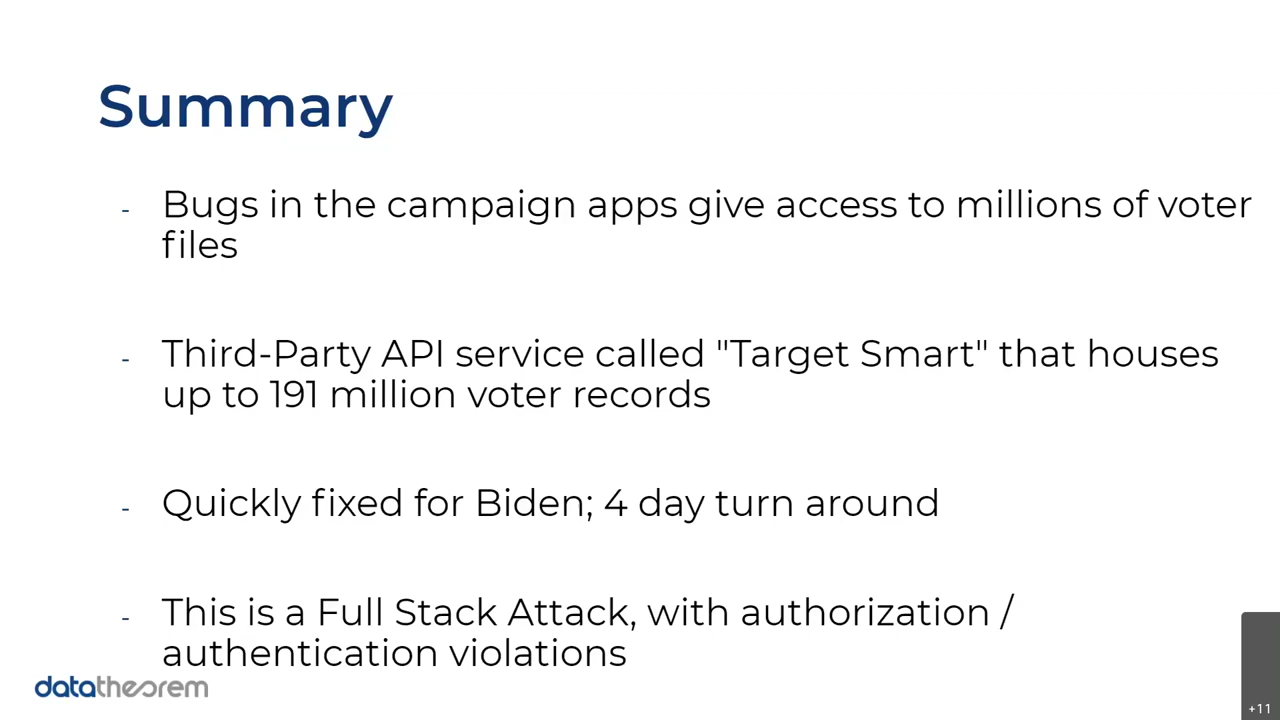 Summary
- Bugs in the campaign apps give access to millions of voter
files
- Third-Party API service called "Target Smart" that houses
up to 191 million voter records
- Quickly fixed for Biden; 4 day turn around
- This is a Full Stack Attack, with authorization /
authentication violations
datatheorem
+11